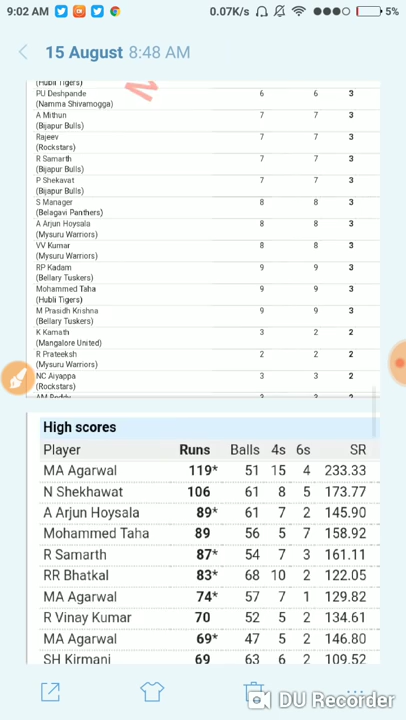 9:02 AM 0.07K/s 5%
15 August 8:48 AM
(Hubli Tigers)
PU Deshpande 6 6 3
(Namma Shivamogga)
A Mithun 7 7 3
(Bijapur Bulls)
Rajeev 7 7 3
(Rockstars)
R Samarth 7 7 3
(Bijapur Bulls)
P Shekavat 7 7 3
(Bijapur Bulls)
S Manager 8 8 3
(Belagavi Panthers)
A Arjun Hoysala 8 8 3
(Mysuru Warriors)
VV Kumar 8 8 3
(Mysuru Warriors)
RP Kadam 9 9 3
(Bellary Tuskers)
Mohammed Taha 9 9 3
(Hubli Tigers)
M Prasidh Krishna 9 9 3
(Bellary Tuskers)
K Kamath 3 2 2
(Mangalore United)
R Prateeksh 2 2 2
(Mysuru Warriors)
NC Aiyappa 3 3 2
(Rockstars)
High scores
Player Runs Balls 4s 6s SR
MA Agarwal 119* 51 15 4 233.33
N Shekhawat 106 61 8 5 173.77
A Arjun Hoysala 89* 61 7 2 145.90
Mohammed Taha 89 56 5 7 158.92
R Samarth 87* 54 7 3 161.11
RR Bhatkal 83* 68 10 2 122.05
MA Agarwal 74* 57 7 1 129.82
R Vinay Kumar 70 52 5 2 134.61
MA Agarwal 69* 47 5 2 146.80
SH Kirmani 69 63 6 2 109.52
DU Recorder